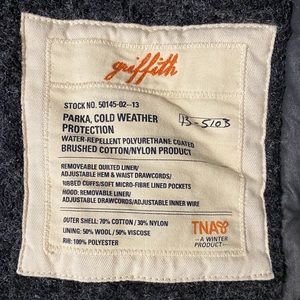 griffith
STOCK NO. 50145-02-13
PARKA, COLD WEATHER
PROTECTION
WATER-REPELLENT POLYURETHANE COATED
BRUSHED COTTON/NYLON PRODUCT
REMOVEABLE QUILTED LINER/
ADJUSTABLE HEM & WAIST DRAWCORDS/
RIBBED CUFFS/SOFT MICRO-FIBRE LINED POCKETS
HOOD: REMOVABLE LINER/
ADJUSTABLE DRAWCORDS/ADJUSTABLE INNER WIRE
OUTER SHELL: 70% COTTON / 30% NYLON
LINING: 50% WOOL / 50% VISCOSE
RIB: 100% POLYESTER
TNA
–A WINTER
PRODUCT–